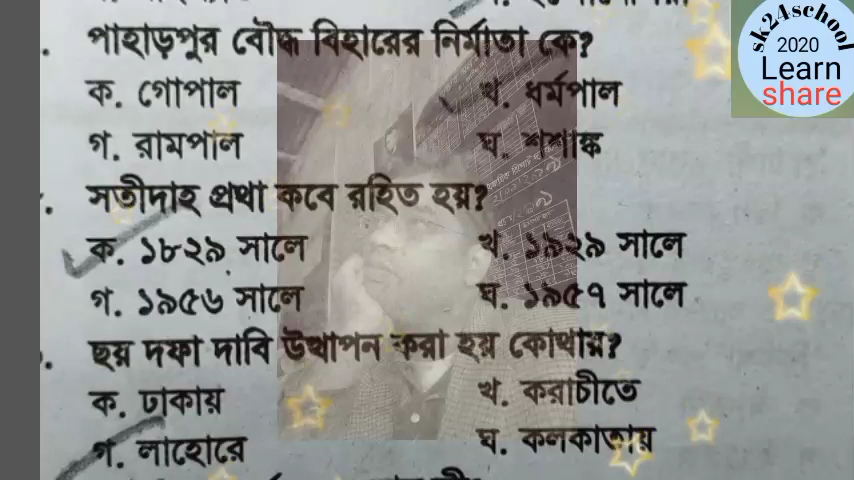 পাহাড়পুর বৌদ্ধ বিহারের নির্মাতা কে?
ক. গোপাল খ. ধর্মপাল
গ. রামপাল ঘ. শশাঙ্ক
সতীদাহ প্রথা কবে রহিত হয়?
ক. ১৮২৯ সালে খ. ১৯২৯ সালে
গ. ১৯৫৬ সালে ঘ. ১৯৫৭ সালে
ছয় দফা দাবি উত্থাপন করা হয় কোথায়?
ক. ঢাকায় খ. করাচীতে
গ. লাহোরে ঘ. কলকাতায়
sk24school
2020
Learn
share